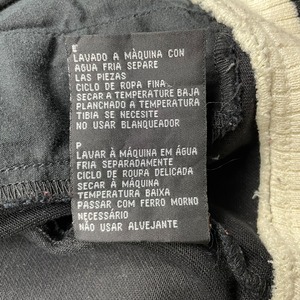 E
LAVADO A MÀQUINA CON
AGUA FRIA SEPARE
LAS PIEZAS
CICLO DE ROPA FINA
SECAR A TEMPERATURE BAJA
PLANCHADO A TEMPERATURA
TIBIA SE NECESITE
NO USAR BLANQUEADOR
P
LAVAR À MÁQUINA EM ÁGUA
FRIA SEPARADAMENTE
CICLO DE ROUPA DELICADA
SECAR À MÁQUINA
TEMPERATURA BAIXA
PASSAR COM FERRO MORNO
NECESSÁRIO
NÃO USAR ALVEJANTE